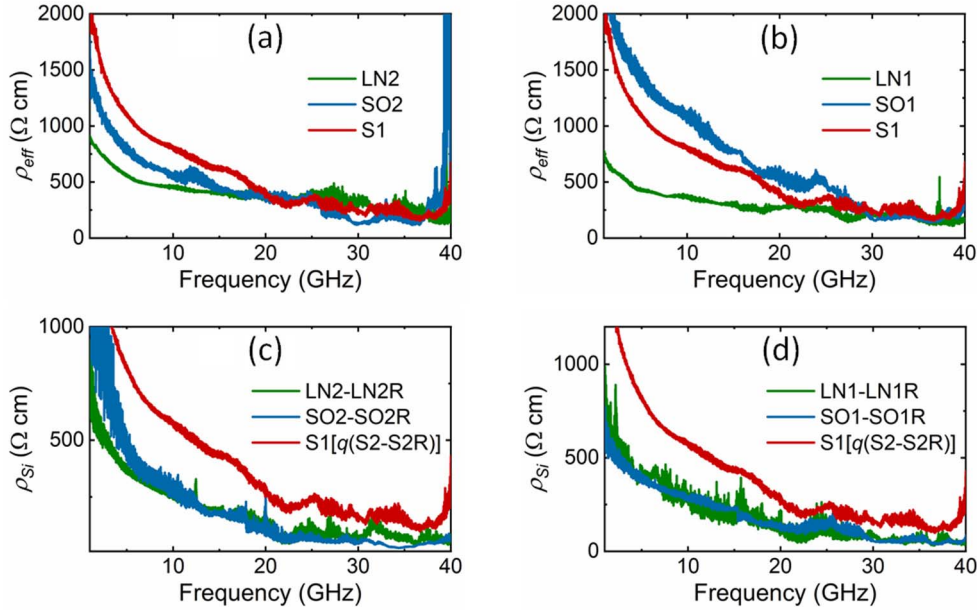 (a)
2000
1500
1000
500
0
ρeff (Ω cm)
LN2
SO2
S1
10
20
30
40
Frequency (GHz)
(b)
2000
1500
1000
500
0
ρeff (Ω cm)
LN1
SO1
S1
10
20
30
40
Frequency (GHz)
(c)
1000
500
ρSi (Ω cm)
LN2-LN2R
SO2-SO2R
S1[q(S2-S2R)]
10
20
30
40
Frequency (GHz)
(d)
1000
500
0
ρSi (Ω cm)
LN1-LN1R
SO1-SO1R
S1[q(S2-S2R)]
10
20
30
40
Frequency (GHz)